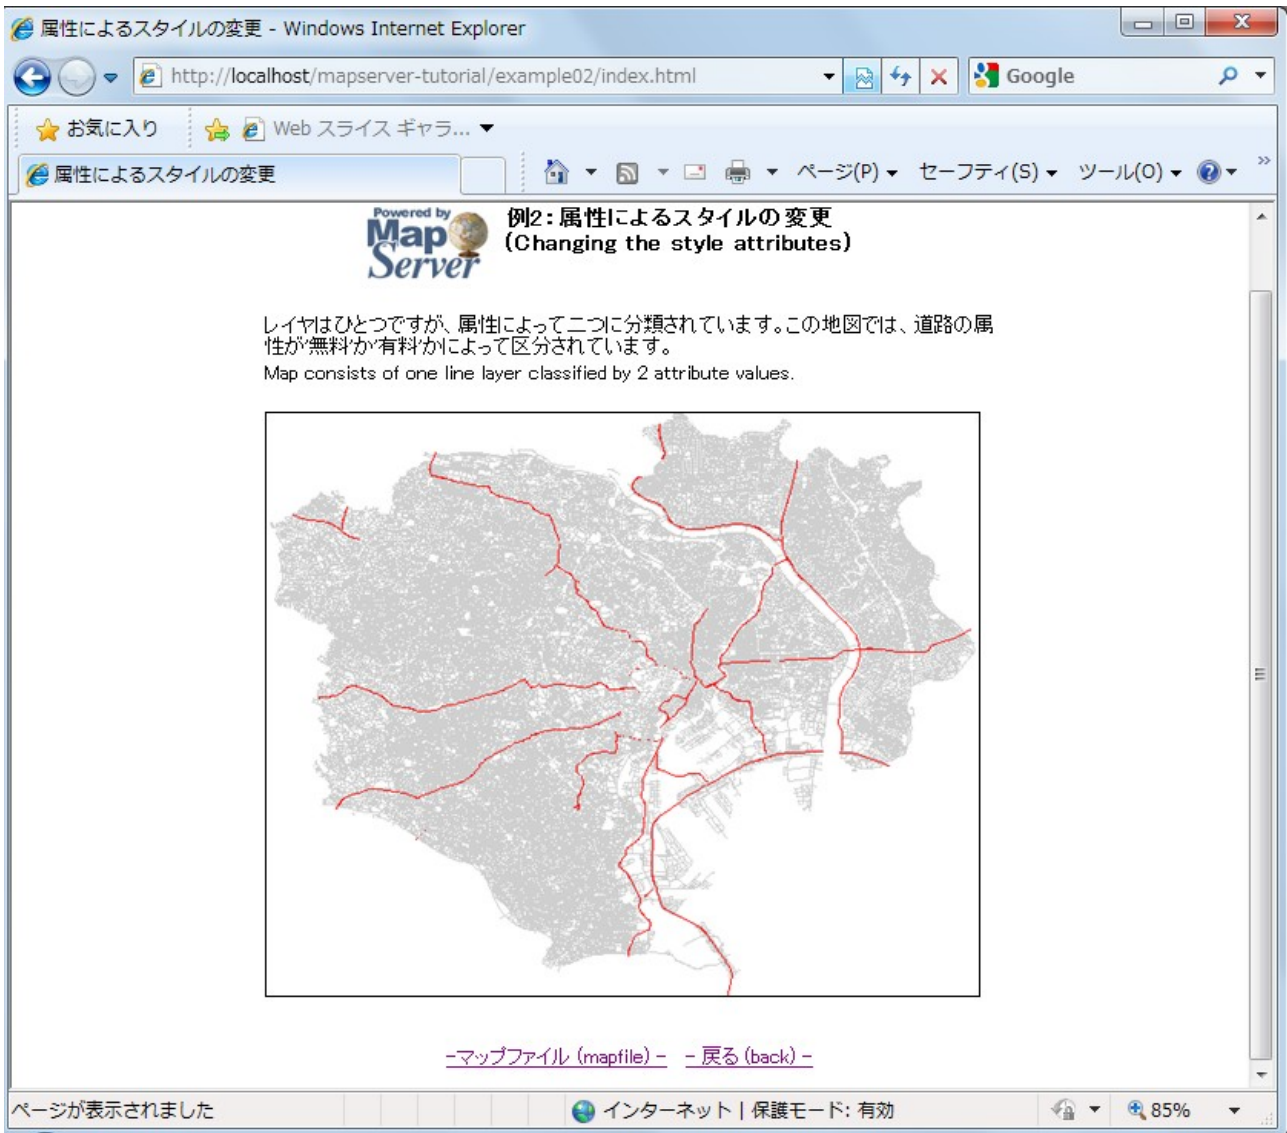 属性によるスタイルの変更 - Windows Internet Explorer
http://localhost/mapserver-tutorial/example02/index.html
Google
お気に入り
Web スライス ギャラ...
属性によるスタイルの変更
ページ(P)
セーフティ(S)
ツール(O)
Powered by
Map
Server
例2:属性によるスタイルの変更
(Changing the style attributes)
レイヤはひとつですが、属性によって二つに分類されています。この地図では、道路の属
性が'無料'か'有料'かによって区分されています。
Map consists of one line layer classified by 2 attribute values.
-マップファイル (mapfile) -
- 戻る (back) -
ページが表示されました
インターネット | 保護モード: 有効
85%